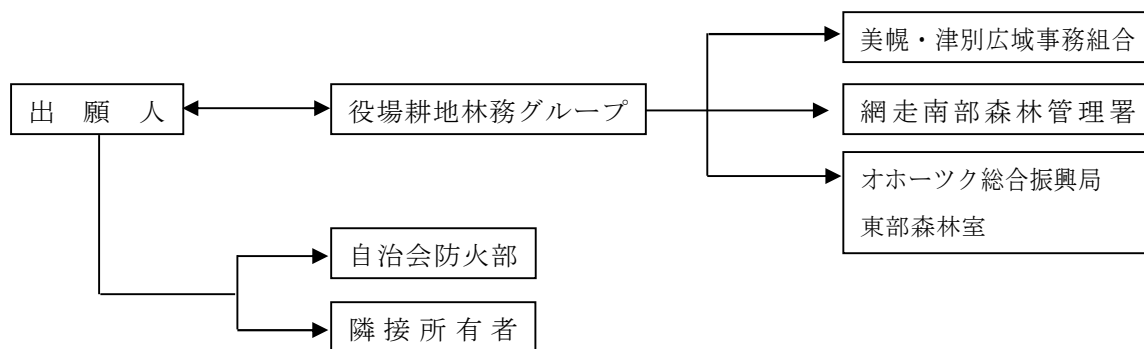 美幌・津別広域事務組合
出　願　人
役場耕地林務グループ
網走南部森林管理署
オホーツク総合振興局
東部森林室
自治会防火部
隣接所有者